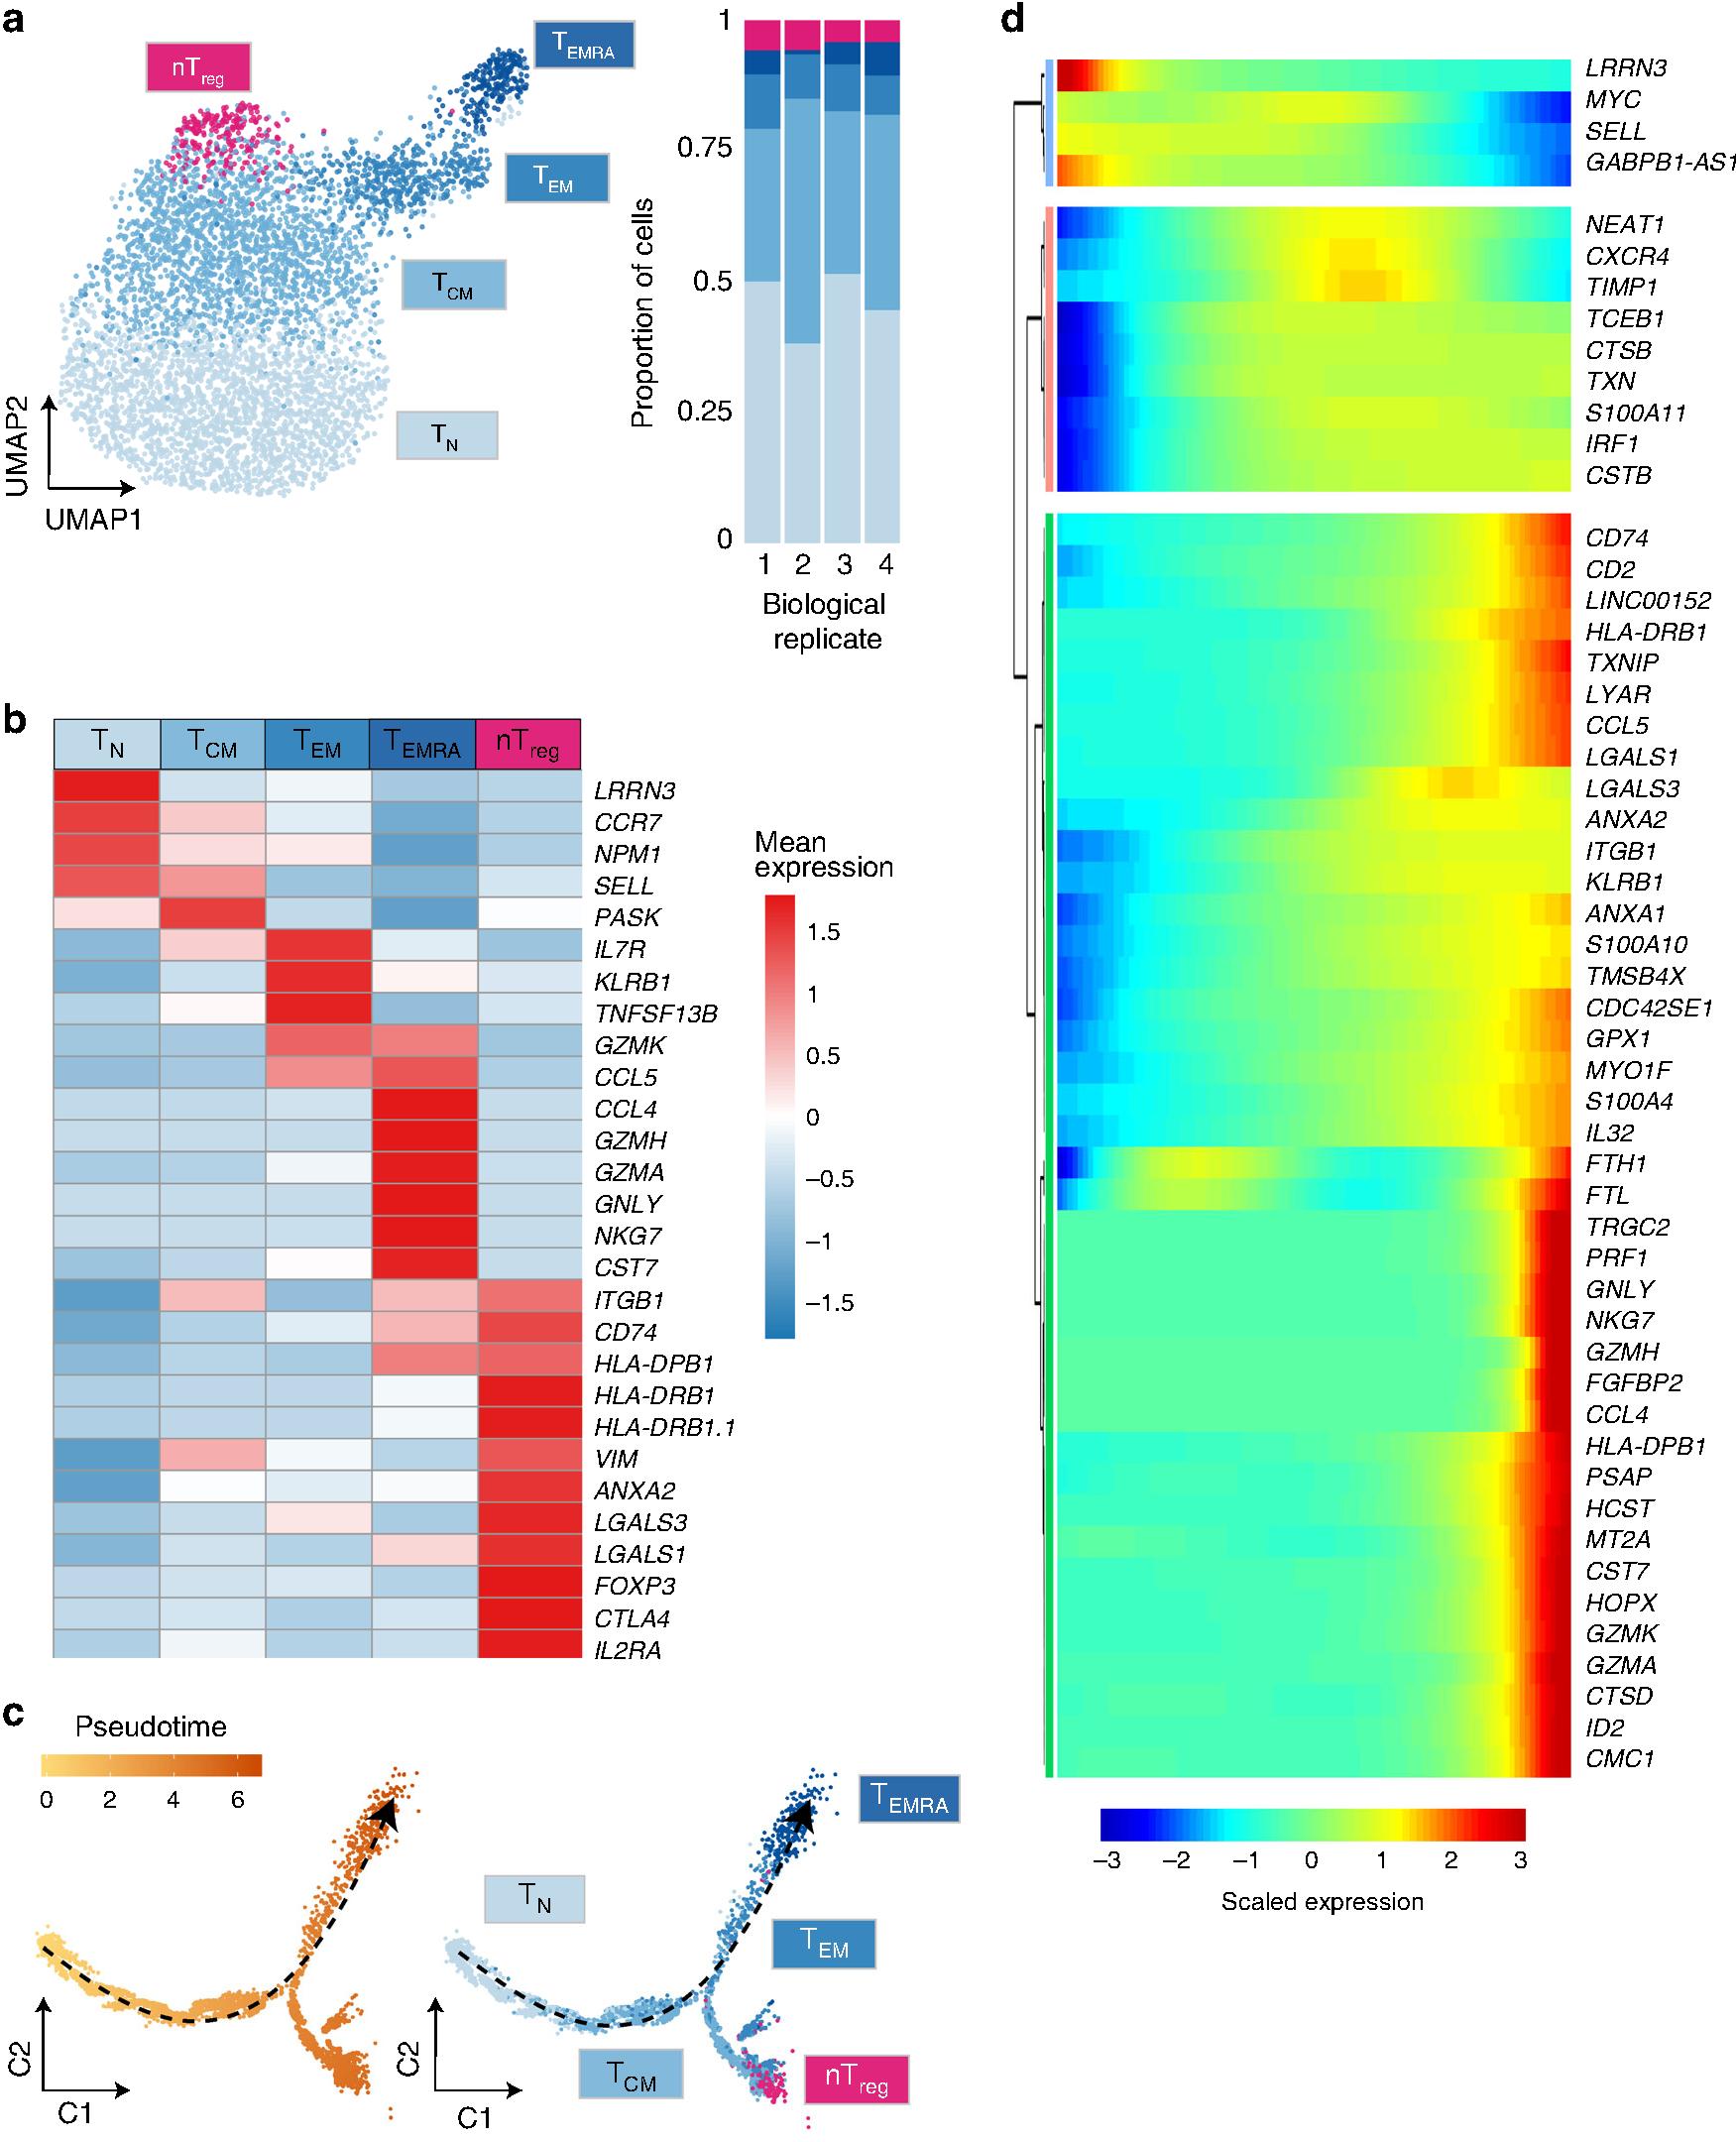 a
nTreg
TEMRA
TEM
TCM
TN
UMAP2
UMAP1
Proportion of cells
1
0.75
0.5
0.25
0
1 2 3 4
Biological
replicate
b
TN TCM TEM TEMRA nTreg
LRRN3
CCR7
NPM1
SELL
PASK
IL7R
KLRB1
TNFSF13B
GZMK
CCL5
CCL4
GZMH
GZMA
GNLY
NKG7
CST7
ITGB1
CD74
HLA-DPB1
HLA-DRB1
HLA-DRB1.1
VIM
ANXA2
LGALS3
LGALS1
FOXP3
CTLA4
IL2RA
Mean
expression
1.5
1
0.5
0
−0.5
−1
−1.5
c
Pseudotime
0 2 4 6
C2
C1
TN
TEMRA
TEM
TCM
nTreg
C2
C1
d
LRRN3
MYC
SELL
GABPB1-AS1
NEAT1
CXCR4
TIMP1
TCEB1
CTSB
TXN
S100A11
IRF1
CSTB
CD74
CD2
LINC00152
HLA-DRB1
TXNIP
LYAR
CCL5
LGALS1
LGALS3
ANXA2
ITGB1
KLRB1
ANXA1
S100A10
TMSB4X
CDC42SE1
GPX1
MYO1F
S100A4
IL32
FTH1
FTL
TRGC2
PRF1
GNLY
NKG7
GZMH
FGFBP2
CCL4
HLA-DPB1
PSAP
HCST
MT2A
CST7
HOPX
GZMK
GZMA
CTSD
ID2
CMC1
−3 −2 −1 0 1 2 3
Scaled expression